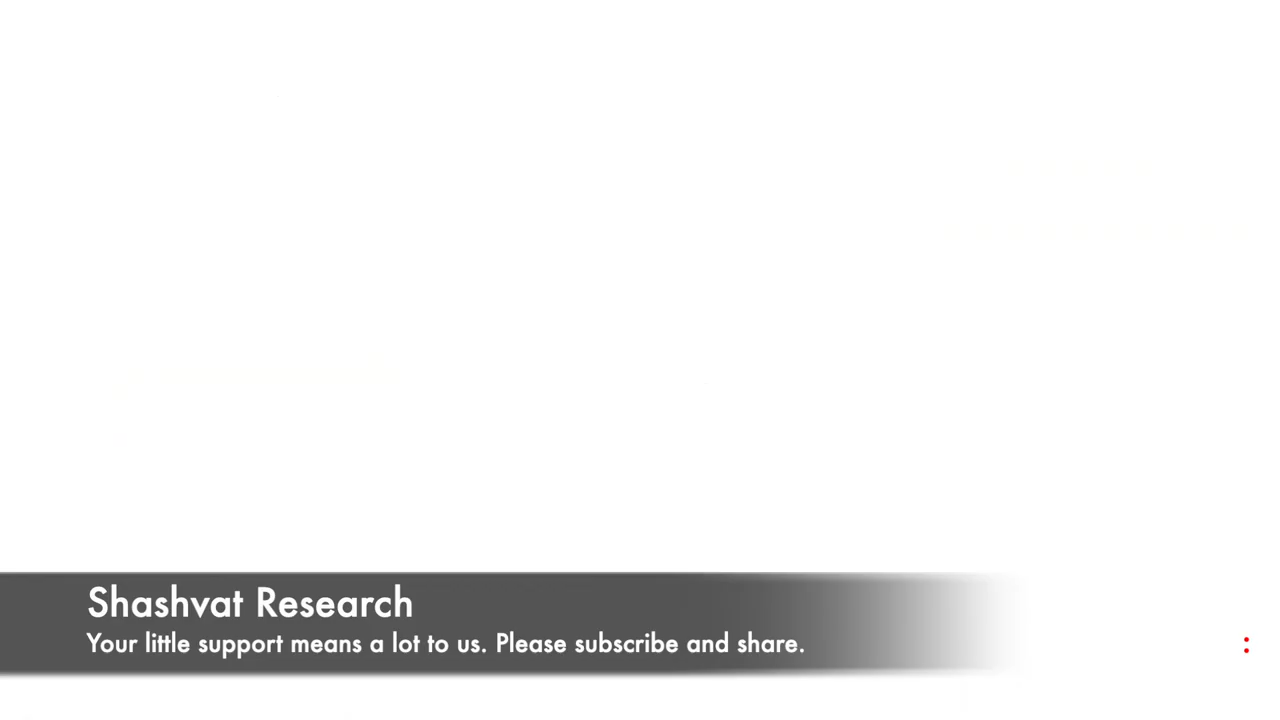 Shashvat Research
Your little support means a lot to us. Please subscribe and share.
: